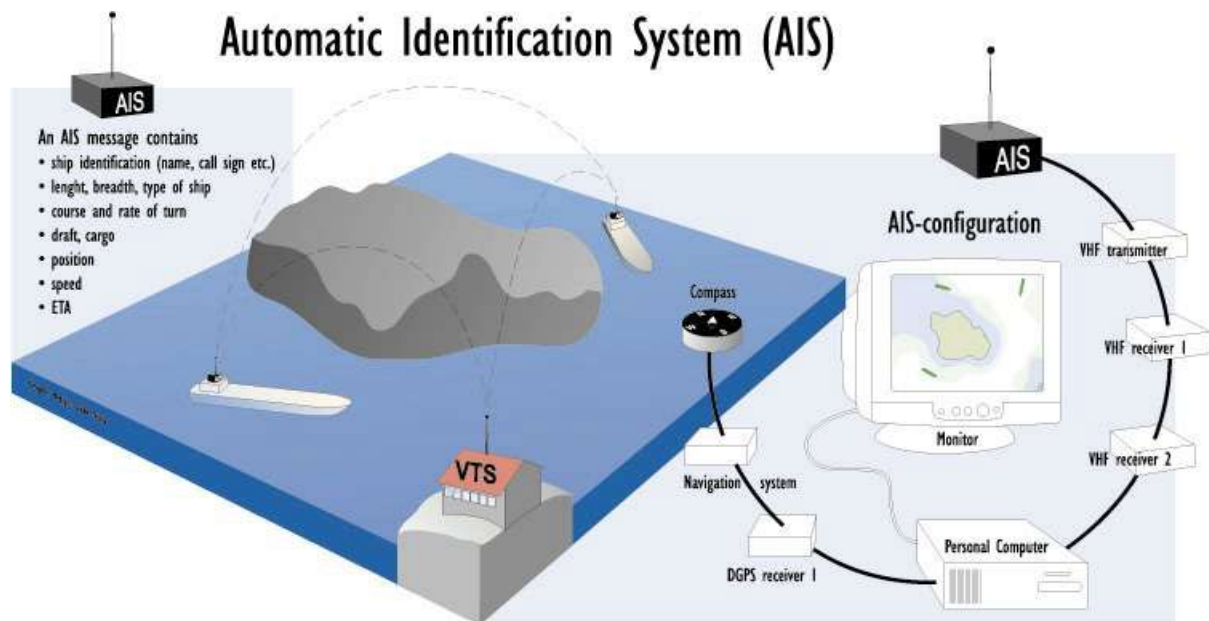 Automatic Identification System (AIS)
AIS
An AIS message contains
• ship identification (name, call sign etc.)
• lenght, breadth, type of ship
• course and rate of turn
• draft, cargo
• position
• speed
• ETA
VTS
AIS
AIS-configuration
VHF transmitter
Compass
VHF receiver 1
Monitor
VHF receiver 2
Navigation system
Personal Computer
DGPS receiver 1